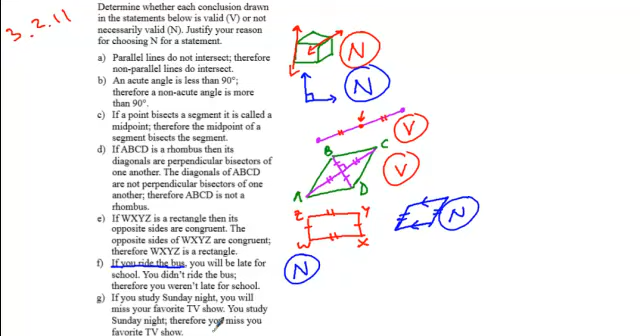 3.2.11
Determine whether each conclusion drawn
in the statements below is valid (V) or not
necessarily valid (N). Justify your reason
for choosing N for a statement.
a) Parallel lines do not intersect; therefore
non-parallel lines do intersect.
b) An acute angle is less than 90°;
therefore a non-acute angle is more
than 90°.
c) If a point bisects a segment it is called a
midpoint; therefore the midpoint of a
segment bisects the segment.
d) If ABCD is a rhombus then its
diagonals are perpendicular bisectors of
one another. The diagonals of ABCD
are not perpendicular bisectors of one
another; therefore ABCD is not a
rhombus.
e) If WXYZ is a rectangle then its
opposite sides are congruent. The
opposite sides of WXYZ are congruent;
therefore WXYZ is a rectangle.
f) If you ride the bus, you will be late for
school. You didn't ride the bus;
therefore you weren't late for school.
g) If you study Sunday night, you will
miss your favorite TV show. You study
Sunday night; therefore you miss you
favorite TV show.
N
N
V
B
C
V
A
D
Z
Y
N
W
X
N